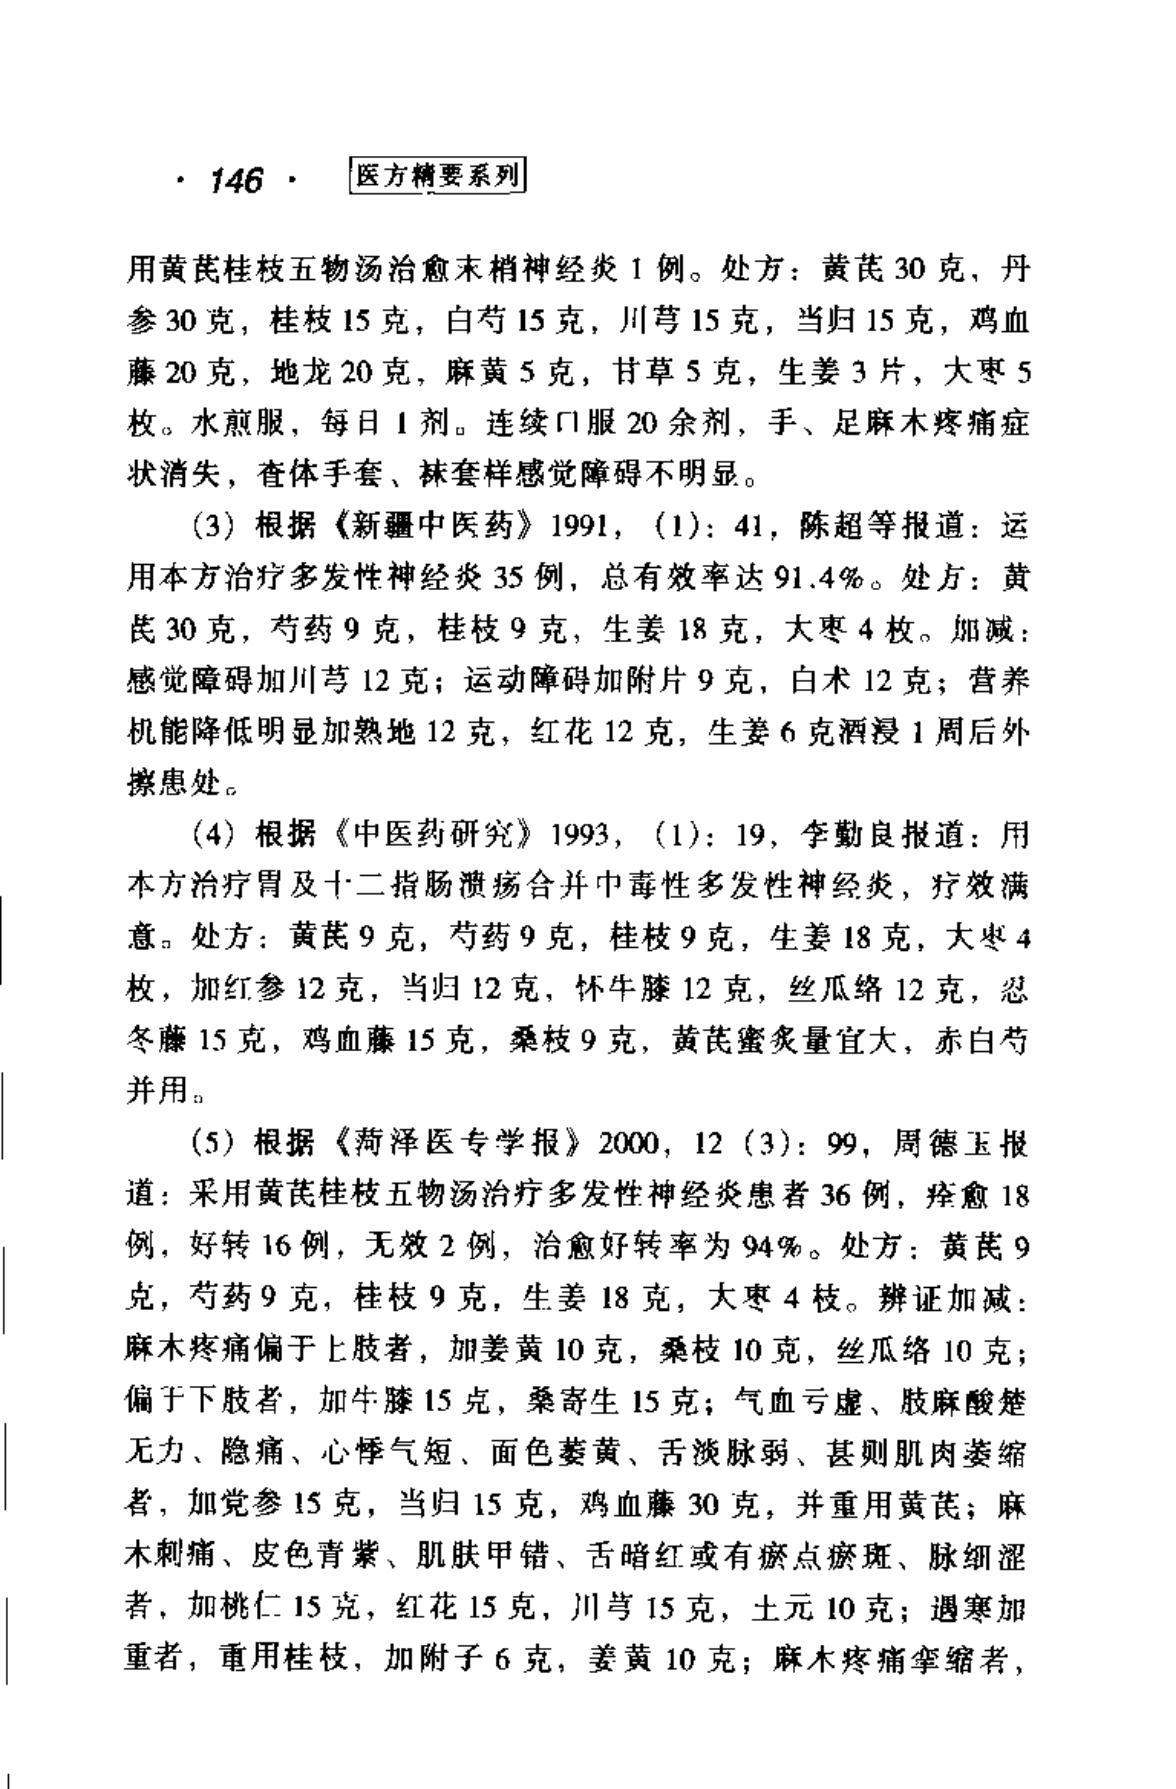 · 146 · 医方精要系列
用黄芪桂枝五物汤治愈末梢神经炎 1 例。处方：黄芪 30 克，丹
参 30 克，桂枝 15 克，白芍 15 克，川芎 15 克，当归 15 克，鸡血
藤 20 克，地龙 20 克，麻黄 5 克，甘草 5 克，生姜 3 片，大枣 5
枚。水煎服，每日 1 剂。连续口服 20 余剂，手、足麻木疼痛症
状消失，查体手套、袜套样感觉障碍不明显。
（3）根据《新疆中医药》1991，（1）：41，陈超等报道：运
用本方治疗多发性神经炎 35 例，总有效率达 91.4%。处方：黄
芪 30 克，芍药 9 克，桂枝 9 克，生姜 18 克，大枣 4 枚。加减：
感觉障碍加川芎 12 克；运动障碍加附片 9 克，白术 12 克；营养
机能降低明显加熟地 12 克，红花 12 克，生姜 6 克酒浸 1 周后外
擦患处。
（4）根据《中医药研究》1993，（1）：19，李勤良报道：用
本方治疗胃及十二指肠溃疡合并中毒性多发性神经炎，疗效满
意。处方：黄芪 9 克，芍药 9 克，桂枝 9 克，生姜 18 克，大枣 4
枚，加红参 12 克，当归 12 克，怀牛膝 12 克，丝瓜络 12 克，忍
冬藤 15 克，鸡血藤 15 克，桑枝 9 克，黄芪蜜炙量宜大，赤白芍
并用。
（5）根据《菏泽医专学报》2000，12（3）：99，周德玉报
道：采用黄芪桂枝五物汤治疗多发性神经炎患者 36 例，痊愈 18
例，好转 16 例，无效 2 例，治愈好转率为 94%。处方：黄芪 9
克，芍药 9 克，桂枝 9 克，生姜 18 克，大枣 4 枝。辨证加减：
麻木疼痛偏于上肢者，加姜黄 10 克，桑枝 10 克，丝瓜络 10 克；
偏于下肢者，加牛膝 15 克，桑寄生 15 克；气血亏虚、肢麻酸楚
无力、隐痛、心悸气短、面色萎黄、舌淡脉弱、甚则肌肉萎缩
者，加党参 15 克，当归 15 克，鸡血藤 30 克，并重用黄芪；麻
木刺痛、皮色青紫、肌肤甲错、舌暗红或有瘀点瘀斑、脉细涩
者，加桃仁 15 克，红花 15 克，川芎 15 克，土元 10 克；遇寒加
重者，重用桂枝，加附子 6 克，姜黄 10 克；麻木疼痛挛缩者，